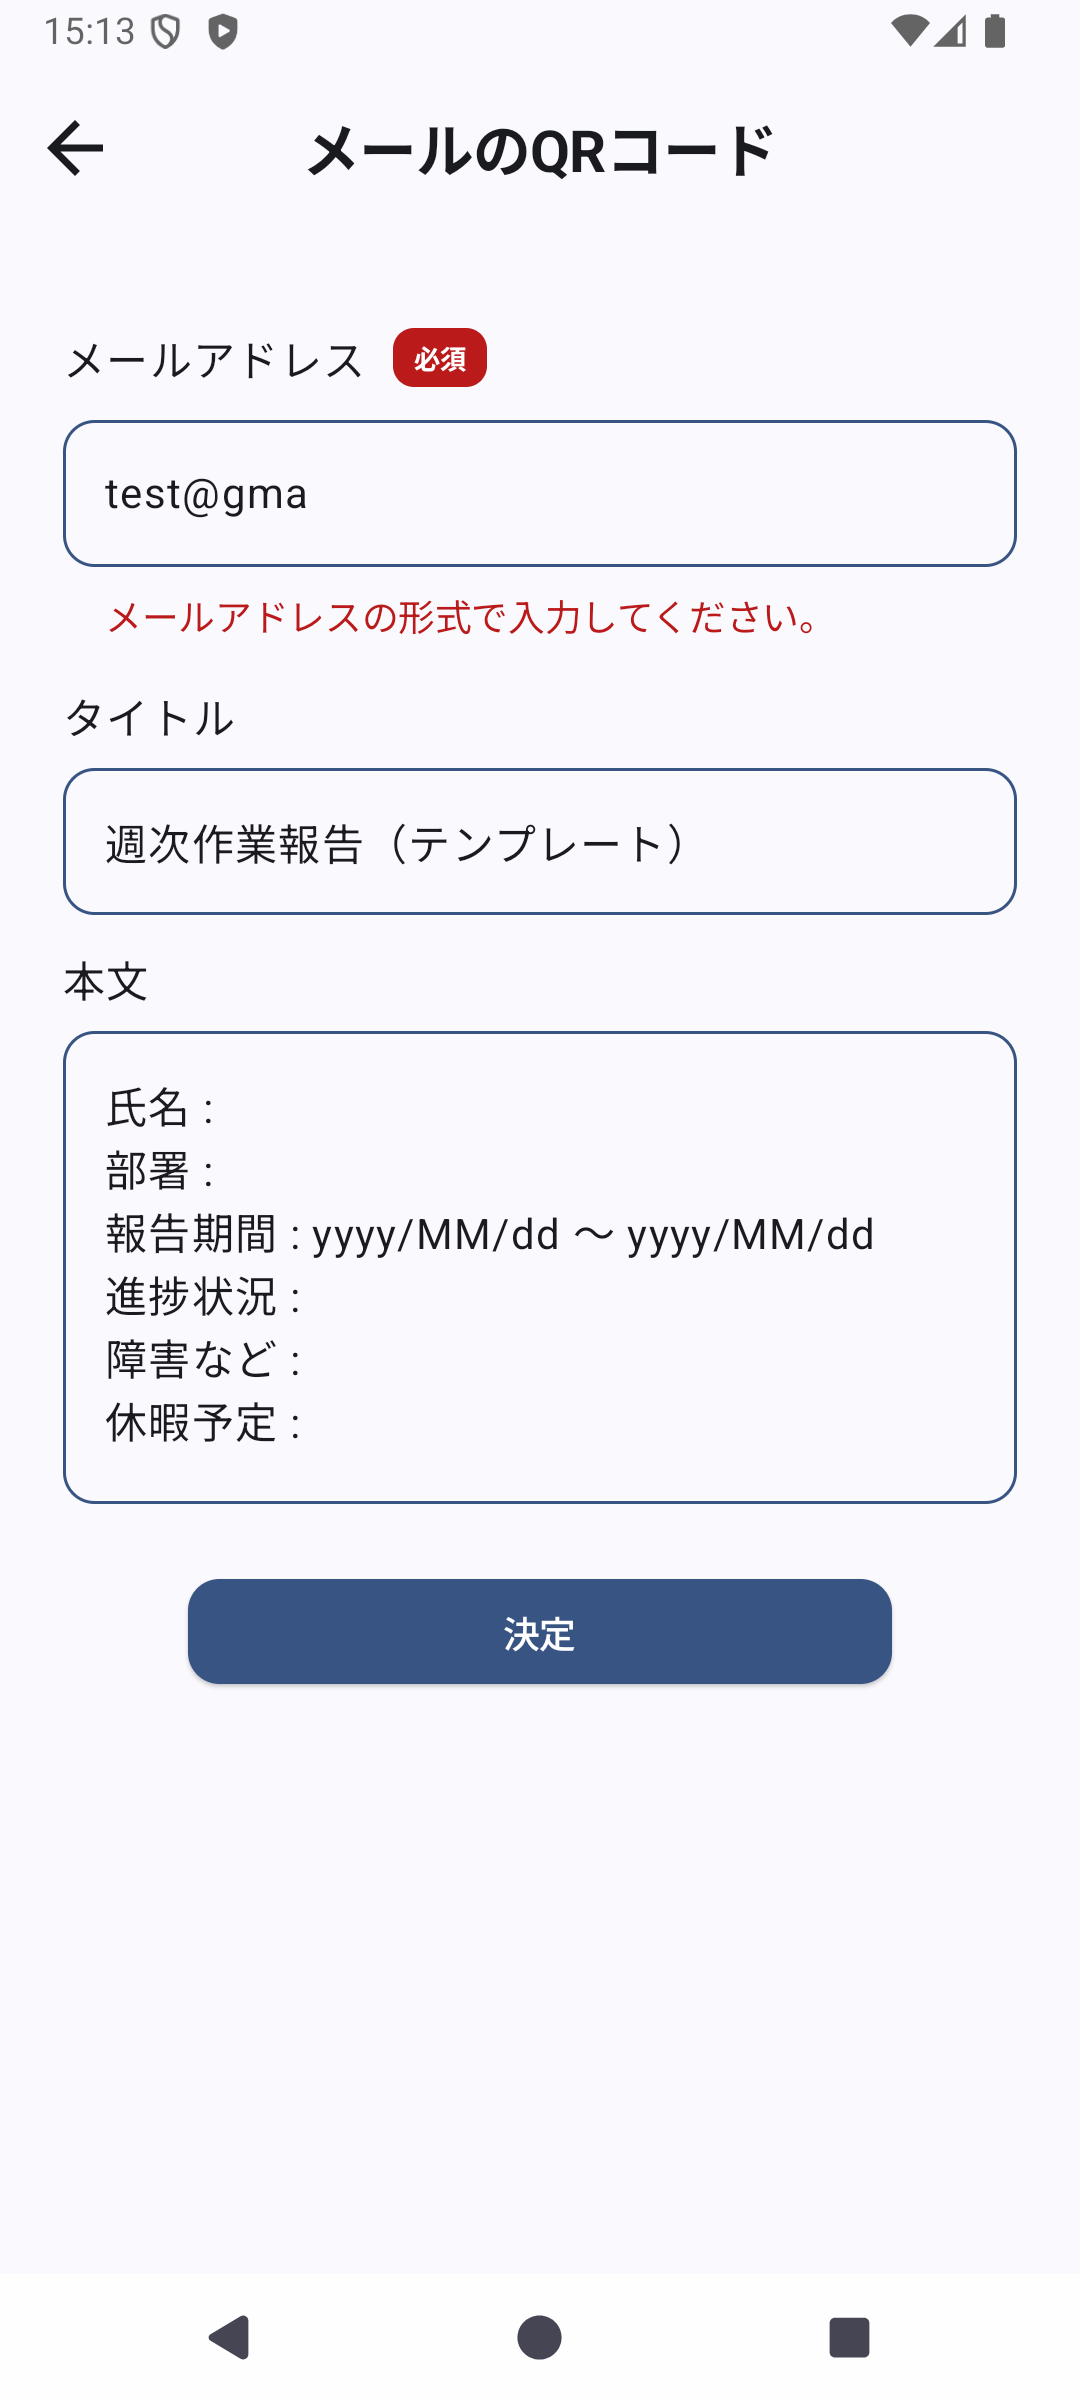 15:13
メールのQRコード
メールアドレス 必須
test@gma
メールアドレスの形式で入力してください。
タイトル
週次作業報告（テンプレート）
本文
氏名 :
部署 :
報告期間 : yyyy/MM/dd 〜 yyyy/MM/dd
進捗状況 :
障害など :
休暇予定 :
決定